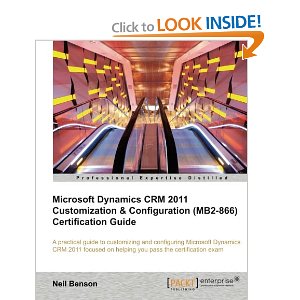 Click to LOOK INSIDE!
Professional Expertise Distilled
Microsoft Dynamics CRM 2011
Customization & Configuration (MB2-866)
Certification Guide
A practical guide to customizing and configuring Microsoft Dynamics
CRM 2011 focused on helping you pass the certification exam
Neil Benson
[PACKT] enterprise
PUBLISHING